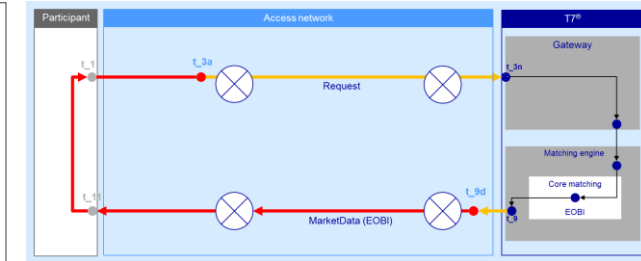 Participant
Access network
T7®
Gateway
t_1
t_3a
t_3n
Request
Matching engine
Core matching
t_11
t_9d
t_9
EOBI
MarketData (EOBI)